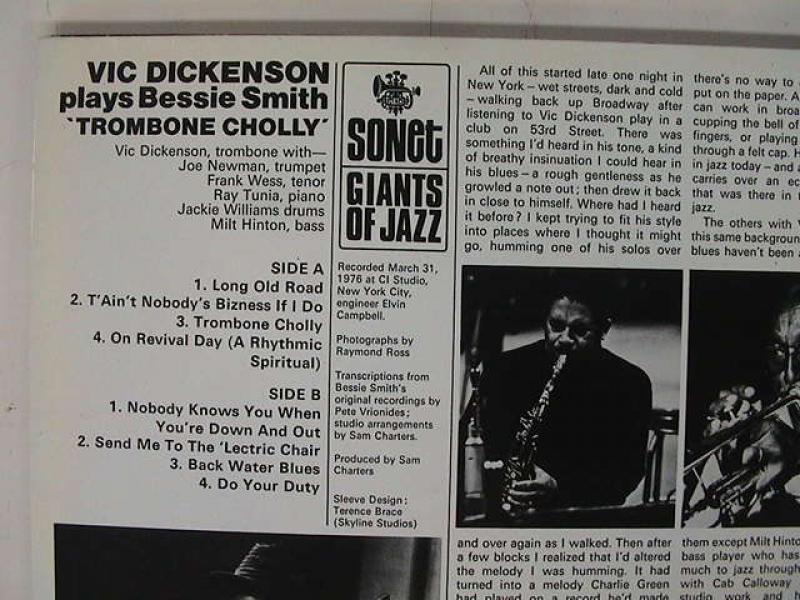 VIC DICKENSON
plays Bessie Smith
'TROMBONE CHOLLY'
Vic Dickenson, trombone with—
Joe Newman, trumpet
Frank Wess, tenor
Ray Tunia, piano
Jackie Williams drums
Milt Hinton, bass
SIDE A
1. Long Old Road
2. T'Ain't Nobody's Bizness If I Do
3. Trombone Cholly
4. On Revival Day (A Rhythmic
Spiritual)
SIDE B
1. Nobody Knows You When
You're Down And Out
2. Send Me To The 'Lectric Chair
3. Back Water Blues
4. Do Your Duty
SONET
GIANTS
OF JAZZ
Recorded March 31,
1976 at CI Studio,
New York City,
engineer Elvin
Campbell.
Photographs by
Raymond Ross
Transcriptions from
Bessie Smith's
original recordings by
Pete Vrionides;
studio arrangements
by Sam Charters.
Produced by Sam
Charters
Sleeve Design:
Terence Brace
(Skyline Studios)
All of this started late one night in
New York – wet streets, dark and cold
– walking back up Broadway after
listening to Vic Dickenson play in a
club on 53rd Street. There was
something I'd heard in his tone, a kind
of breathy insinuation I could hear in
his blues – a rough gentleness as he
growled a note out; then drew it back
in close to himself. Where had I heard
it before? I kept trying to fit his style
into places where I thought it might
go, humming one of his solos over
and over again as I walked. Then after
a few blocks I realized that I'd altered
the melody I was humming. It had
turned into a melody Charlie Green
had played on a record he'd made
there's no way to
put on the paper. A
can work in broa
cupping the bell of
fingers, or playing
through a felt cap. H
in jazz today – and
carries over an ec
that was there in
jazz.
The others with
this same backgroun
blues haven't been a
them except Milt Hinto
bass player who has
much to jazz through
with Cab Calloway
studio work and h